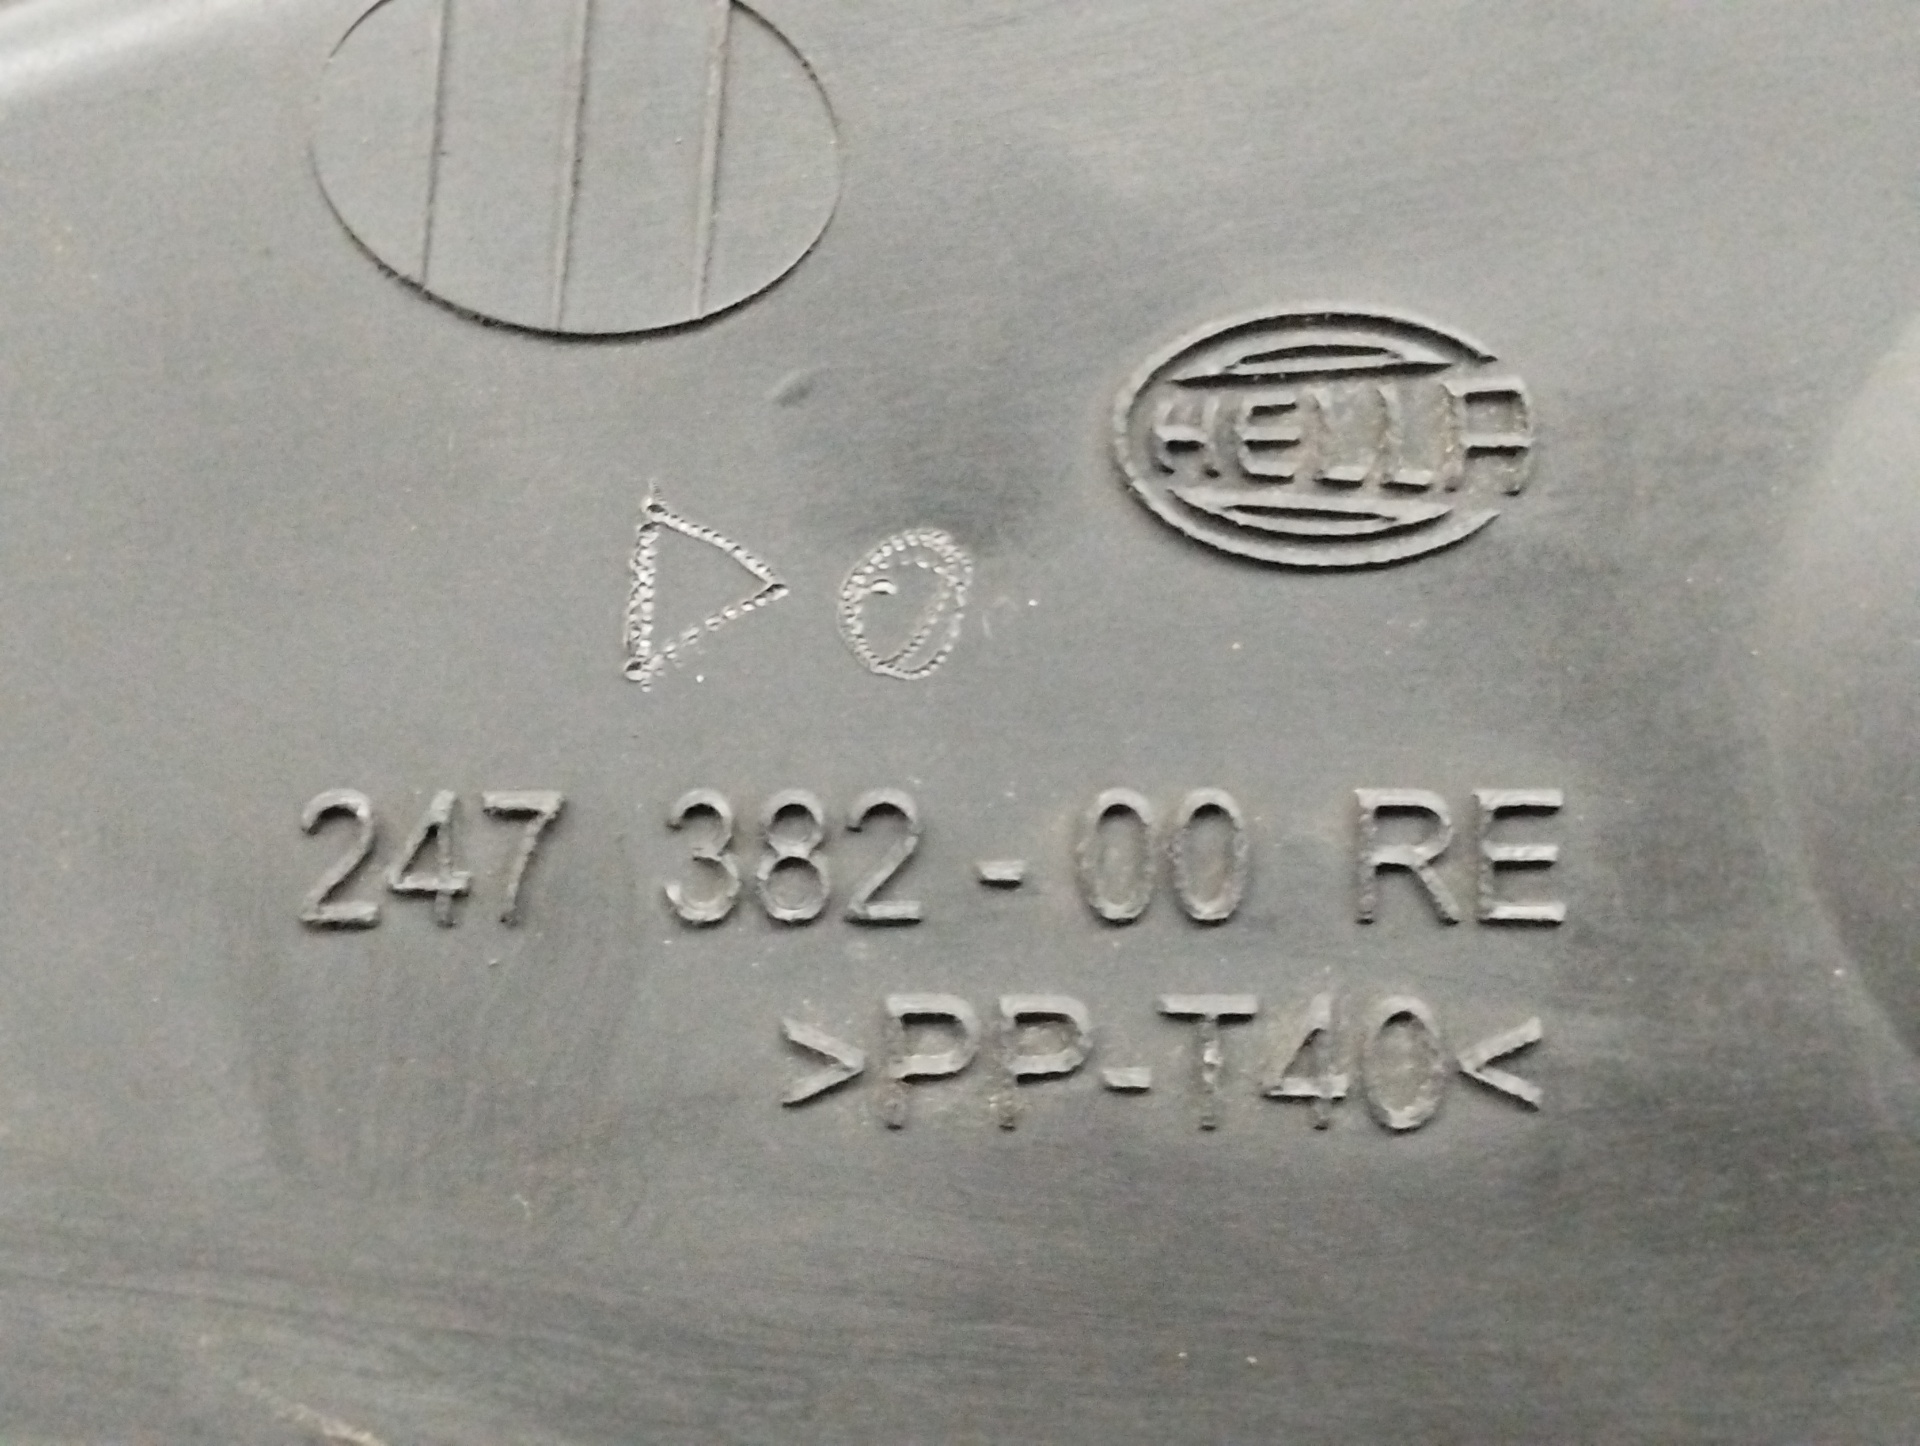 HELLA
247 382-00 RE
>PP-T40<